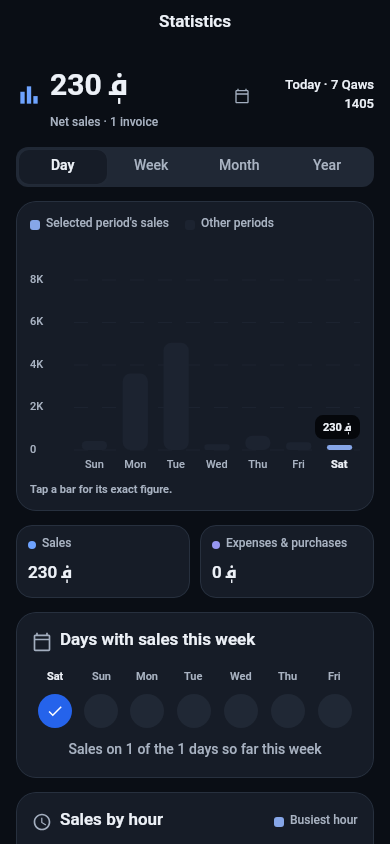 Statistics
230 ؋
Net sales · 1 invoice
Today · 7 Qaws
1405
Day
Week
Month
Year
Selected period's sales
Other periods
8K
6K
4K
2K
0
230 ؋
Sun
Mon
Tue
Wed
Thu
Fri
Sat
Tap a bar for its exact figure.
Sales
230 ؋
Expenses & purchases
0 ؋
Days with sales this week
Sat
Sun
Mon
Tue
Wed
Thu
Fri
Sales on 1 of the 1 days so far this week
Sales by hour
Busiest hour